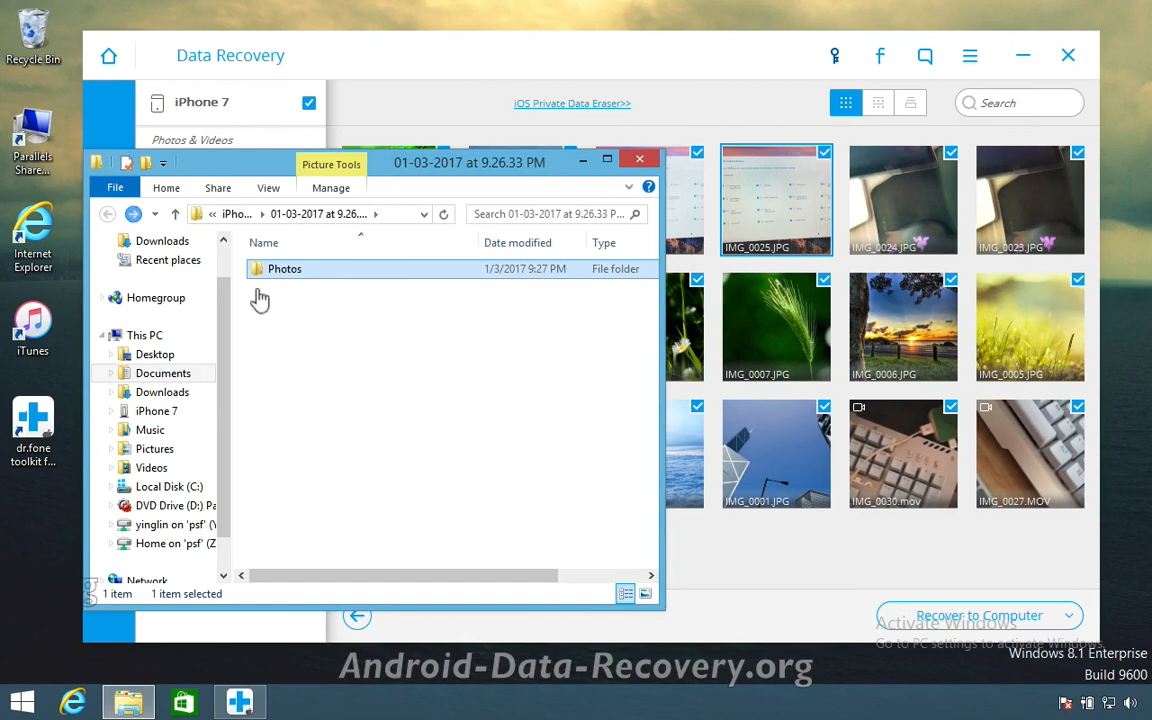 Recycle Bin
Parallels
Share...
Internet
Explorer
iTunes
dr.fone
toolkit f...
Data Recovery
iPhone 7
iOS Private Data Eraser>>
Search
Photos & Videos
Picture Tools
01-03-2017 at 9.26.33 PM
File
Home
Share
View
Manage
« iPho...
01-03-2017 at 9.26....
Search 01-03-2017 at 9.26.33 P...
Downloads
Recent places
Homegroup
This PC
Desktop
Documents
Downloads
iPhone 7
Music
Pictures
Videos
Local Disk (C:)
DVD Drive (D:) Pa
yinglin on 'psf' (Y
Home on 'psf' (Z
Network
Name
Date modified
Type
Photos
1/3/2017 9:27 PM
File folder
1 item
1 item selected
IMG_0025.JPG
IMG_0024.JPG
IMG_0023.JPG
IMG_0007.JPG
IMG_0006.JPG
IMG_0005.JPG
IMG_0001.JPG
IMG_0030.mov
IMG_0027.MOV
Recover to Computer
Activate Windows
Go to PC settings to activate Windows.
Windows 8.1 Enterprise
Build 9600
Android-Data-Recovery.org